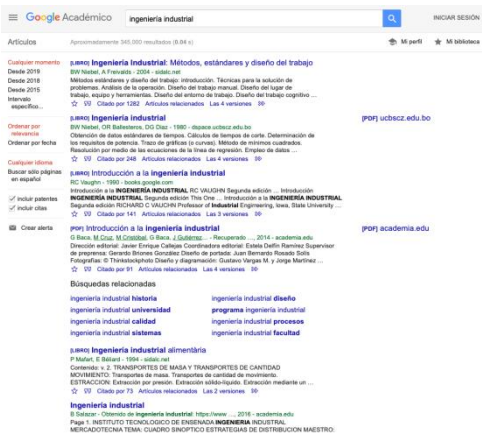 Google Académico
ingeniería industrial
INICIAR SESIÓN
Artículos
Aproximadamente 345,000 resultados (0.04 s)
Mi perfil
Mi biblioteca
Cualquier momento
Desde 2019
Desde 2018
Desde 2015
Intervalo
específico...
Ordenar por
relevancia
Ordenar por fecha
Cualquier idioma
Buscar sólo páginas
en español
incluir patentes
incluir citas
Crear alerta
[LIBRO] Ingeniería Industrial: Métodos, estándares y diseño del trabajo
BW Niebel, A Freivalds - 2004 - sidalc.net
Métodos estándares y diseño del trabajo: introducción. Técnicas para la solución de
problemas. Análisis de la operación. Diseño del trabajo manual. Diseño del lugar de
trabajo, equipo y herramientas. Diseño del entorno de trabajo. Diseño del trabajo cognitivo ...
Citado por 1282 Artículos relacionados Las 4 versiones
[LIBRO] Ingeniería industrial
[PDF] ucbscz.edu.bo
BW Niebel, OR Ballesteros, DG Díaz - 1980 - dspace.ucbscz.edu.bo
Obtención de datos estándares de tiempos. Cálculos de tiempos de corte. Determinación de
los requisitos de potencia. Trazo de gráficas (o curvas). Método de mínimos cuadrados.
Resolución por medio de las ecuaciones de la línea de regresión. Empleo de datos ...
Citado por 248 Artículos relacionados Las 4 versiones
[LIBRO] Introducción a la ingeniería industrial
RC Vaughn - 1990 - books.google.com
Introducción a la INGENIERÍA INDUSTRIAL RC VAUGHN Segunda edición ... Introducción
INGENIERÍA INDUSTRIAL Segunda edición This One ... Introducción a la Iowa, INGENIERÍA INDUSTRIAL
Segunda edición RICHARD C VAUGHN Professor of Industrial Engineering, Iowa, State University ...
Citado por 141 Artículos relacionados Las 3 versiones
[PDF] Introducción a la ingeniería industrial
[PDF] academia.edu
G Baca, M Cruz, M Cristóbal, G Baca, J Gutiérrez... - Recuperado ..., 2014 - academia.edu
Dirección editorial: Javier Enrique Callejas Coordinadora editorial: Estela Delfín Ramírez Supervisor
de preprensa: Gerardo Briones González Diseño de portada: Juan Bernardo Rosado Solís
Fotografías: © Thinkstockphoto Diseño y diagramación: Gustavo Vargas M. y Jorge Martínez ...
Citado por 91 Artículos relacionados Las 4 versiones
Búsquedas relacionadas
ingeniería industrial historia
ingeniería industrial diseño
ingeniería industrial universidad
programa ingeniería industrial
ingeniería industrial calidad
ingeniería industrial procesos
ingeniería industrial sistemas
ingeniería industrial facultad
[LIBRO] Ingeniería industrial alimentaria
P Mafart, E Béliard - 1994 - sidalc.net
Contenido: v. 2. TRANSPORTES DE MASA Y TRANSPORTES DE CANTIDAD
MOVIMIENTO: Transportes de masa. Transportes de cantidad de movimiento.
ESTRACCION: Extracción por presión. Extracción sólido-líquido. Extracción mediante un ...
Citado por 73 Artículos relacionados Las 2 versiones
Ingeniería industrial
B Salazar - Obtenido de ingeniería industrial: https://www ..., 2016 - academia.edu
Page 1. INSTITUTO TECNOLOGICO DE ENSENADA INGENIERIA INDUSTRIAL
MERCADOTECNIA TEMA: CUADRO SINOPTICO ESTRATEGIAS DE DISTRIBUCION MAESTRO: